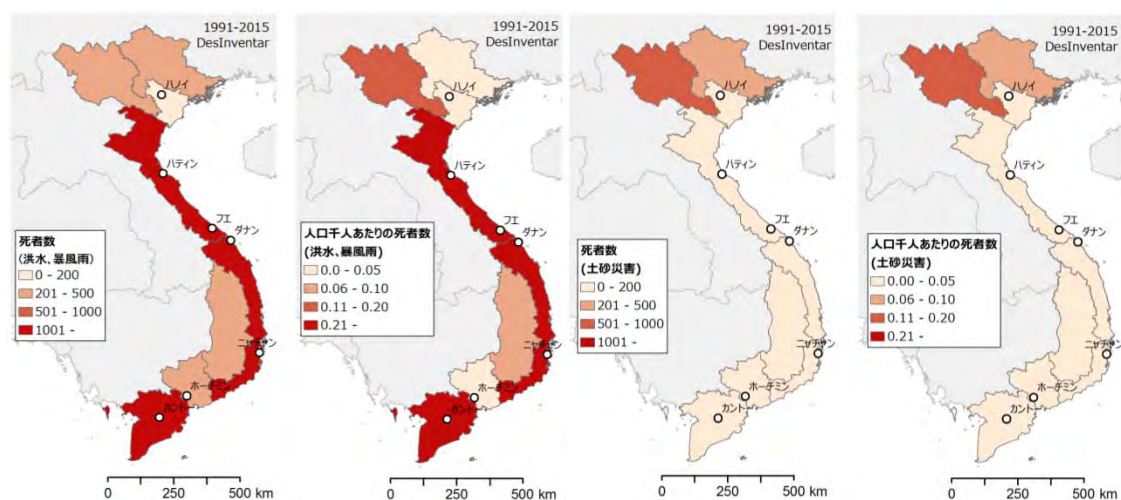 1991-2015
DesInventar
ハノイ
ハティン
フエ
ダナン
ニャチャン
ホーチミン
カントー
死者数
(洪水、暴風雨)
0 - 200
201 - 500
501 - 1000
1001 -
0 250 500 km
1991-2015
DesInventar
ハノイ
ハティン
フエ
ダナン
ニャチャン
ホーチミン
カントー
人口千人あたりの死者数
(洪水、暴風雨)
0.0 - 0.05
0.06 - 0.10
0.11 - 0.20
0.21 -
0 250 500 km
1991-2015
DesInventar
ハノイ
ハティン
フエ
ダナン
ニャチャン
ホーチミン
カントー
死者数
(土砂災害)
0 - 200
201 - 500
501 - 1000
1001 -
0 250 500 km
1991-2015
DesInventar
ハノイ
ハティン
フエ
ダナン
ニャチャン
ホーチミン
カントー
人口千人あたりの死者数
(土砂災害)
0.00 - 0.05
0.06 - 0.10
0.11 - 0.20
0.21 -
0 250 500 km